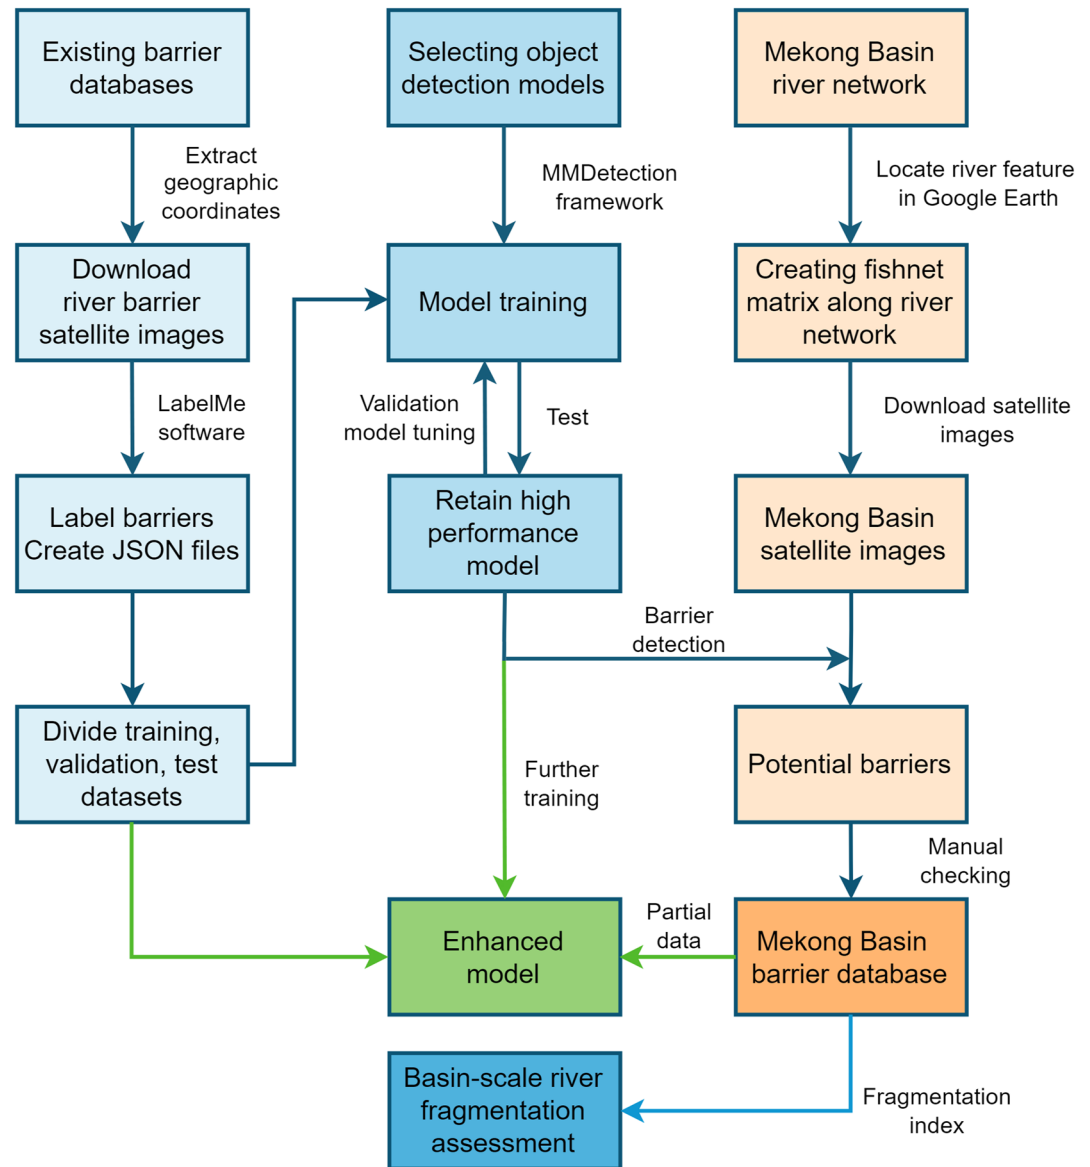 Existing barrier
databases
Selecting object
detection models
Mekong Basin
river network
Extract
geographic
coordinates
MMDetection
framework
Locate river feature
in Google Earth
Download
river barrier
satellite images
Model training
Creating fishnet
matrix along river
network
LabelMe
software
Validation
model tuning
Test
Download satellite
images
Label barriers
Create JSON files
Retain high
performance
model
Mekong Basin
satellite images
Barrier
detection
Divide training,
validation, test
datasets
Further
training
Potential barriers
Manual
checking
Enhanced
model
Partial
data
Mekong Basin
barrier database
Basin-scale river
fragmentation
assessment
Fragmentation
index